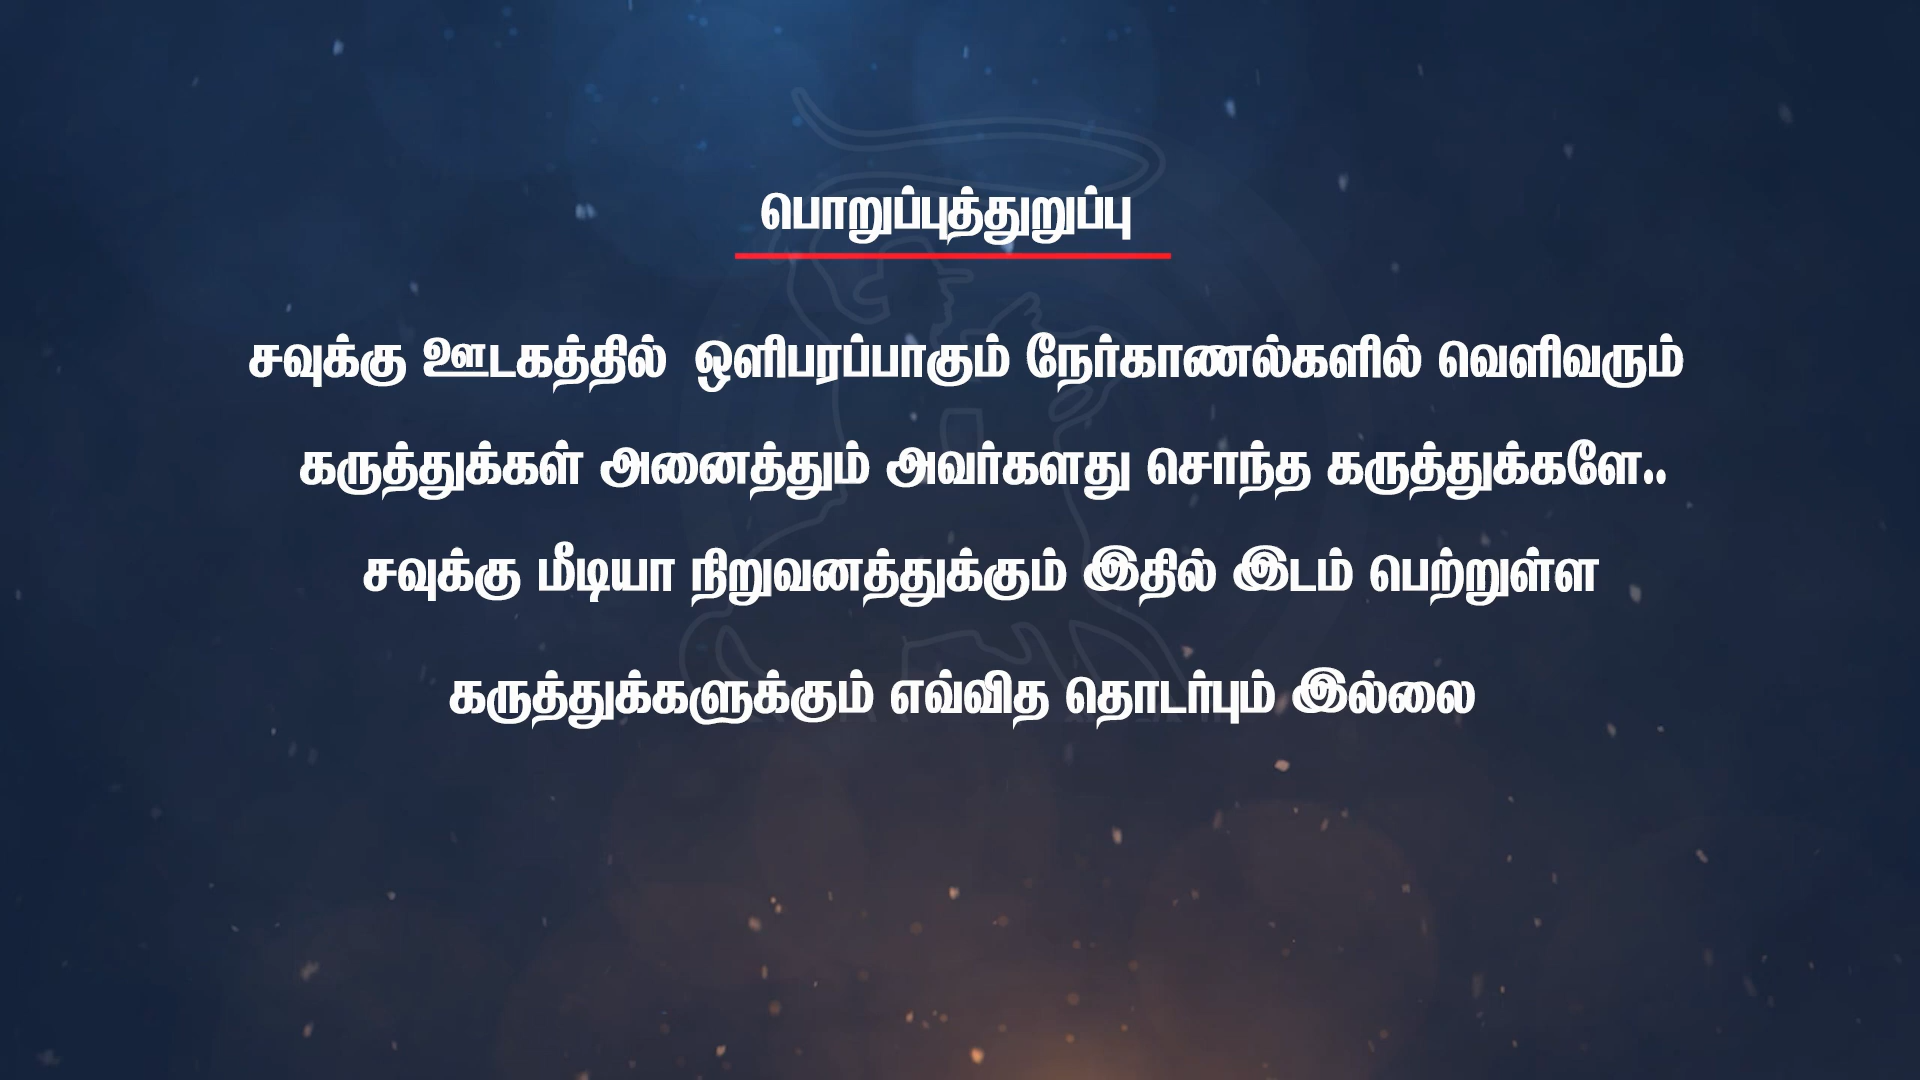 பொறுப்புத்துறுப்பு
சவுக்கு ஊடகத்தில் ஒளிபரப்பாகும் நேர்காணல்களில் வெளிவரும்
கருத்துக்கள் அனைத்தும் அவர்களது சொந்த கருத்துக்களே..
சவுக்கு மீடியா நிறுவனத்துக்கும் இதில் இடம் பெற்றுள்ள
கருத்துக்களுக்கும் எவ்வித தொடர்பும் இல்லை